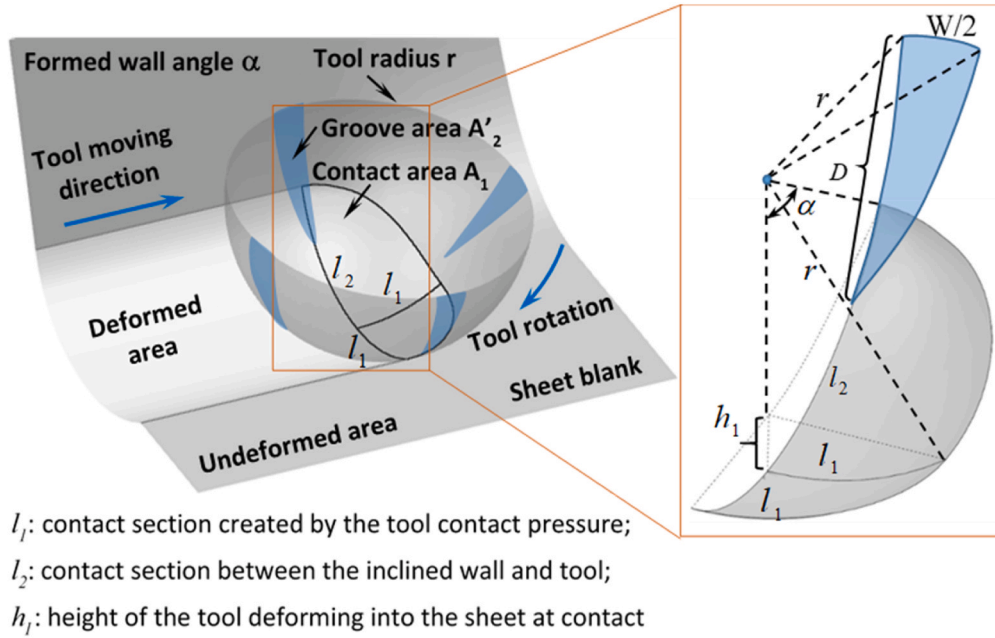 Formed wall angle α
Tool radius r
Groove area A'₂
Contact area A₁
Tool moving
direction
l₂
l₁
l₁
Deformed
area
Tool rotation
Sheet blank
Undeformed area
W/2
r
D
α
r
l₂
h₁
l₁
l₁
l₁: contact section created by the tool contact pressure;
l₂: contact section between the inclined wall and tool;
h₁: height of the tool deforming into the sheet at contact